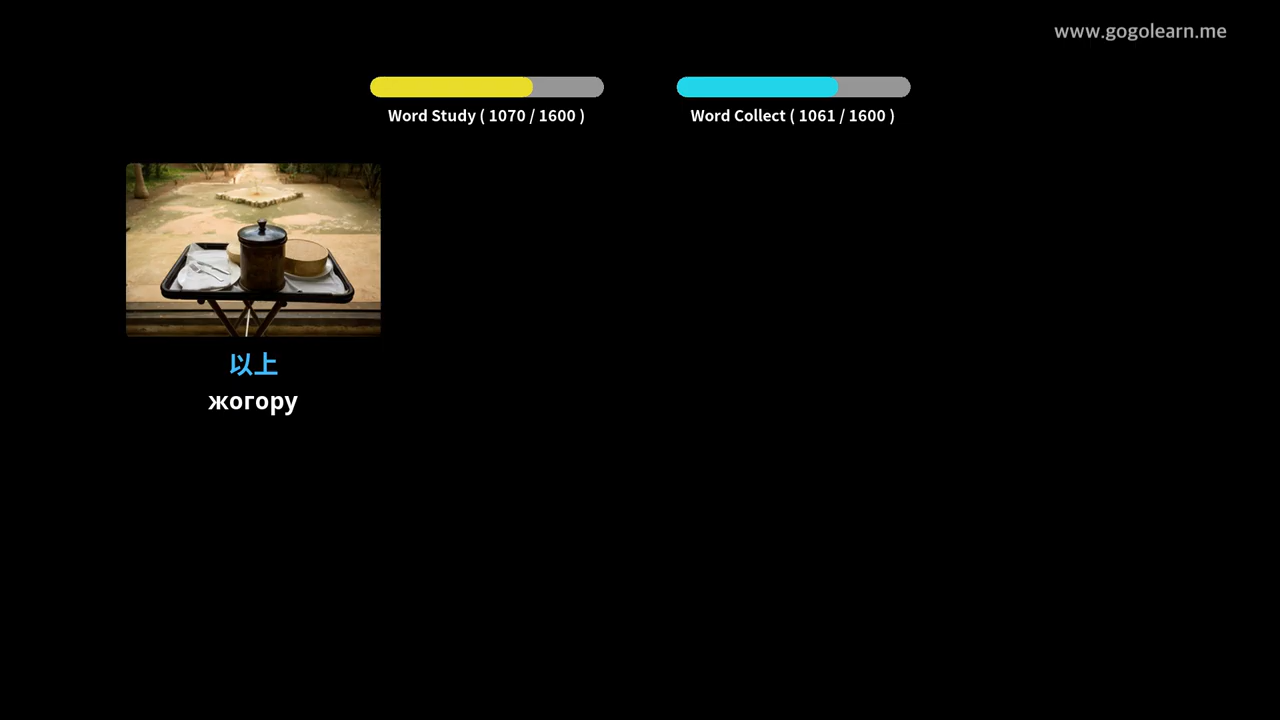 www.gogolearn.me
Word Study ( 1070 / 1600 )
Word Collect ( 1061 / 1600 )
以上
жогору